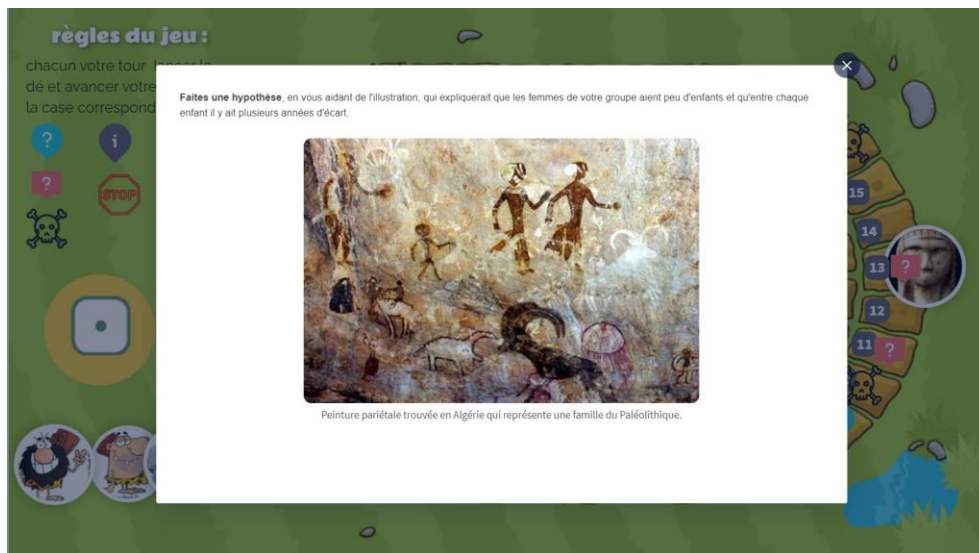 règles du jeu :
chacun votre tour lancer le
dé et avancer votre
la case correspond
Faites une hypothèse, en vous aidant de l'illustration, qui expliquerait que les femmes de votre groupe aient peu d'enfants et qu'entre chaque
enfant il y ait plusieurs années d'écart.
?
i
?
STOP
15
14
13
?
12
11
?
Peinture pariétale trouvée en Algérie qui représente une famille du Paléolithique.